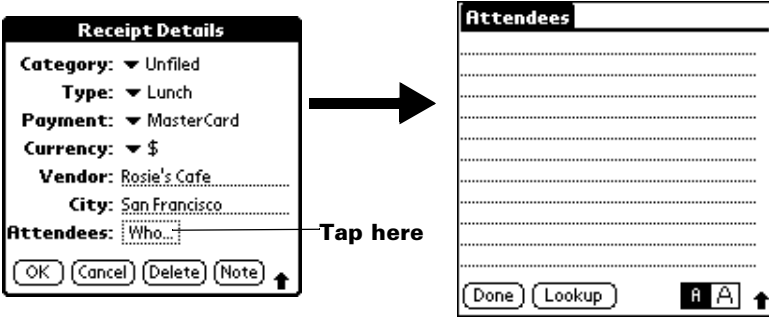 Receipt Details
Category: Unfiled
Type: Lunch
Payment: MasterCard
Currency: $
Vendor: Rosie's Cafe
City: San Francisco
Attendees: Who...
OK Cancel Delete Note
Tap here
Attendees
Done Lookup A A